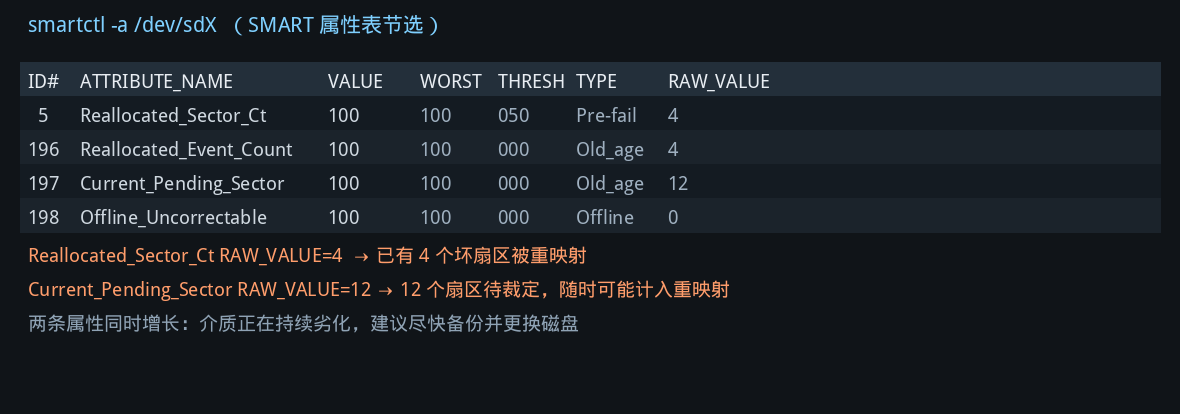 smartctl -a /dev/sdX （SMART 属性表节选）
ID# ATTRIBUTE_NAME VALUE WORST THRESH TYPE RAW_VALUE
5 Reallocated_Sector_Ct 100 100 050 Pre-fail 4
196 Reallocated_Event_Count 100 100 000 Old_age 4
197 Current_Pending_Sector 100 100 000 Old_age 12
198 Offline_Uncorrectable 100 100 000 Offline 0
Reallocated_Sector_Ct RAW_VALUE=4 → 已有 4 个坏扇区被重映射
Current_Pending_Sector RAW_VALUE=12 → 12 个扇区待裁定，随时可能计入重映射
两条属性同时增长：介质正在持续劣化，建议尽快备份并更换磁盘